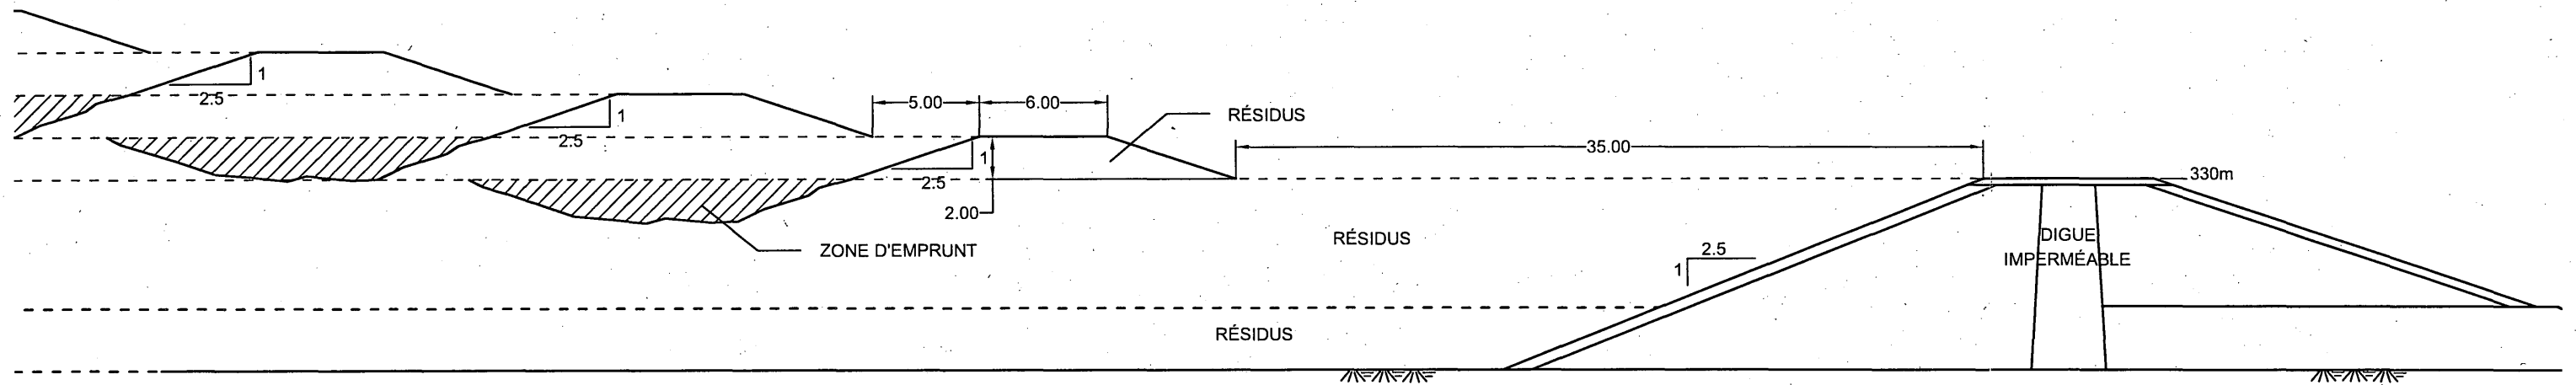 1
2.5
1
2.5
5.00
6.00
RÉSIDUS
1
2.5
2.00
ZONE D'EMPRUNT
35.00
330m
RÉSIDUS
2.5
1
DIGUE
IMPERMÉABLE
RÉSIDUS